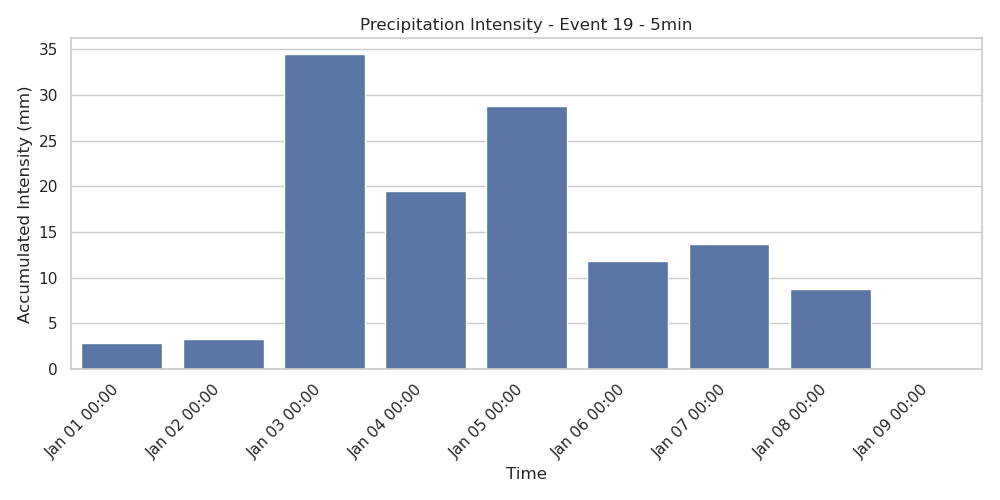 Precipitation Intensity - Event 19 - 5min
Accumulated Intensity (mm)
35
30
25
20
15
10
5
0
Jan 01 00:00
Jan 02 00:00
Jan 03 00:00
Jan 04 00:00
Jan 05 00:00
Jan 06 00:00
Jan 07 00:00
Jan 08 00:00
Jan 09 00:00
Time